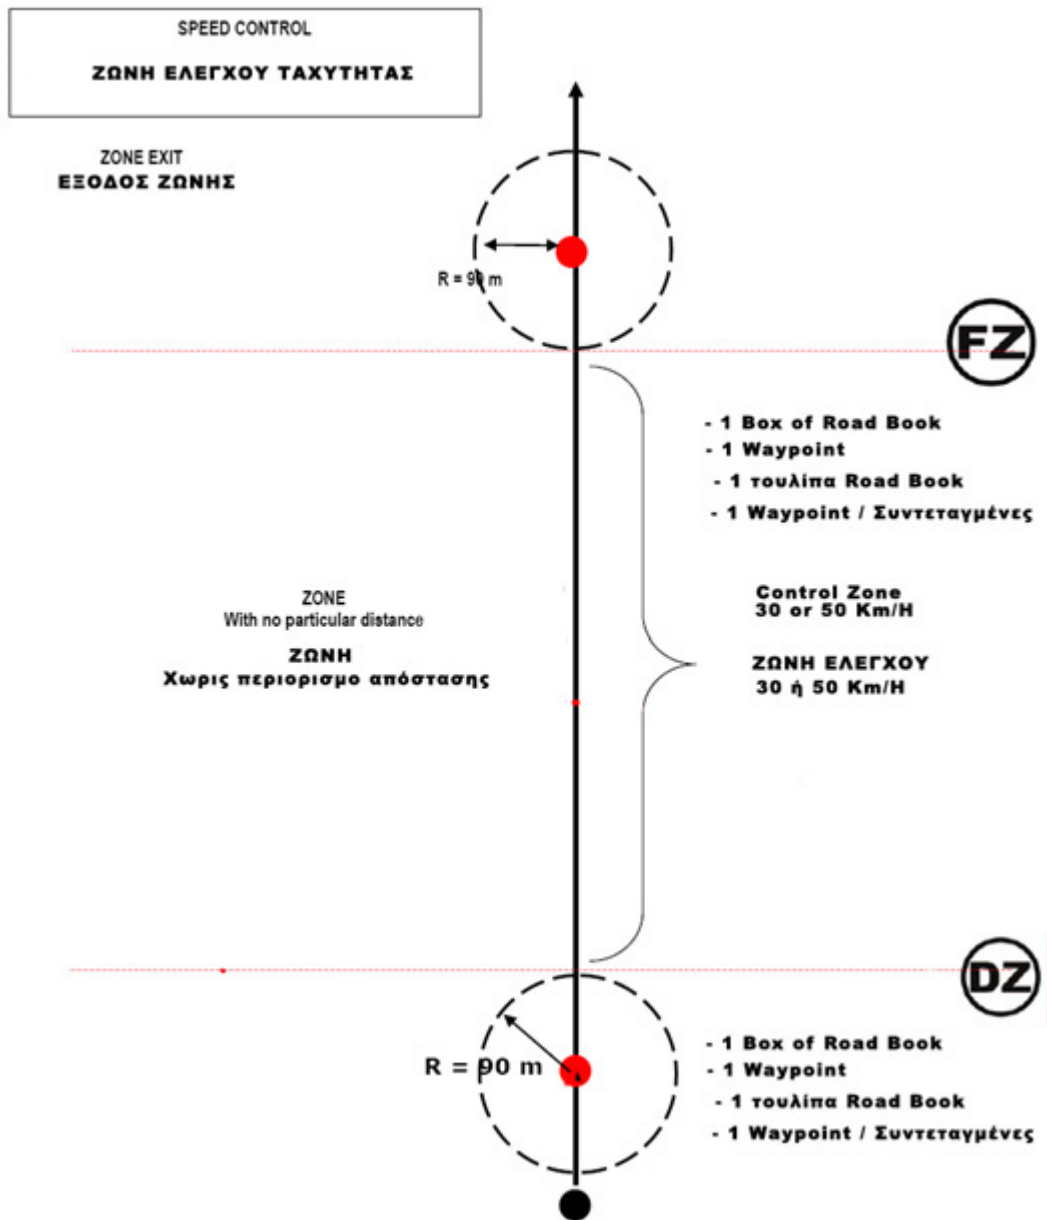 SPEED CONTROL
ΖΩΝΗ ΕΛΕΓΧΟΥ ΤΑΧΥΤΗΤΑΣ
ZONE EXIT
ΕΞΟΔΟΣ ΖΩΝΗΣ
R = 90 m
FZ
- 1 Box of Road Book
- 1 Waypoint
- 1 τουλίπα Road Book
- 1 Waypoint / Συντεταγμένες
ZONE
With no particular distance
ΖΩΝΗ
Χωρις περιορισμο απόστασης
Control Zone
30 or 50 Km/H
ΖΩΝΗ ΕΛΕΓΧΟΥ
30 ή 50 Km/H
DZ
R = 90 m
- 1 Box of Road Book
- 1 Waypoint
- 1 τουλίπα Road Book
- 1 Waypoint / Συντεταγμένες